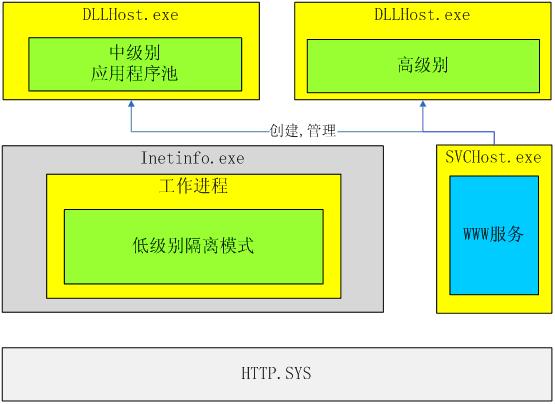 DLLHost.exe
中级别
应用程序池
DLLHost.exe
高级别
创建,管理
Inetinfo.exe
工作进程
低级别隔离模式
SVCHost.exe
WWW服务
HTTP.SYS